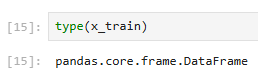 [15]: type(x_train)
[15]: pandas.core.frame.DataFrame